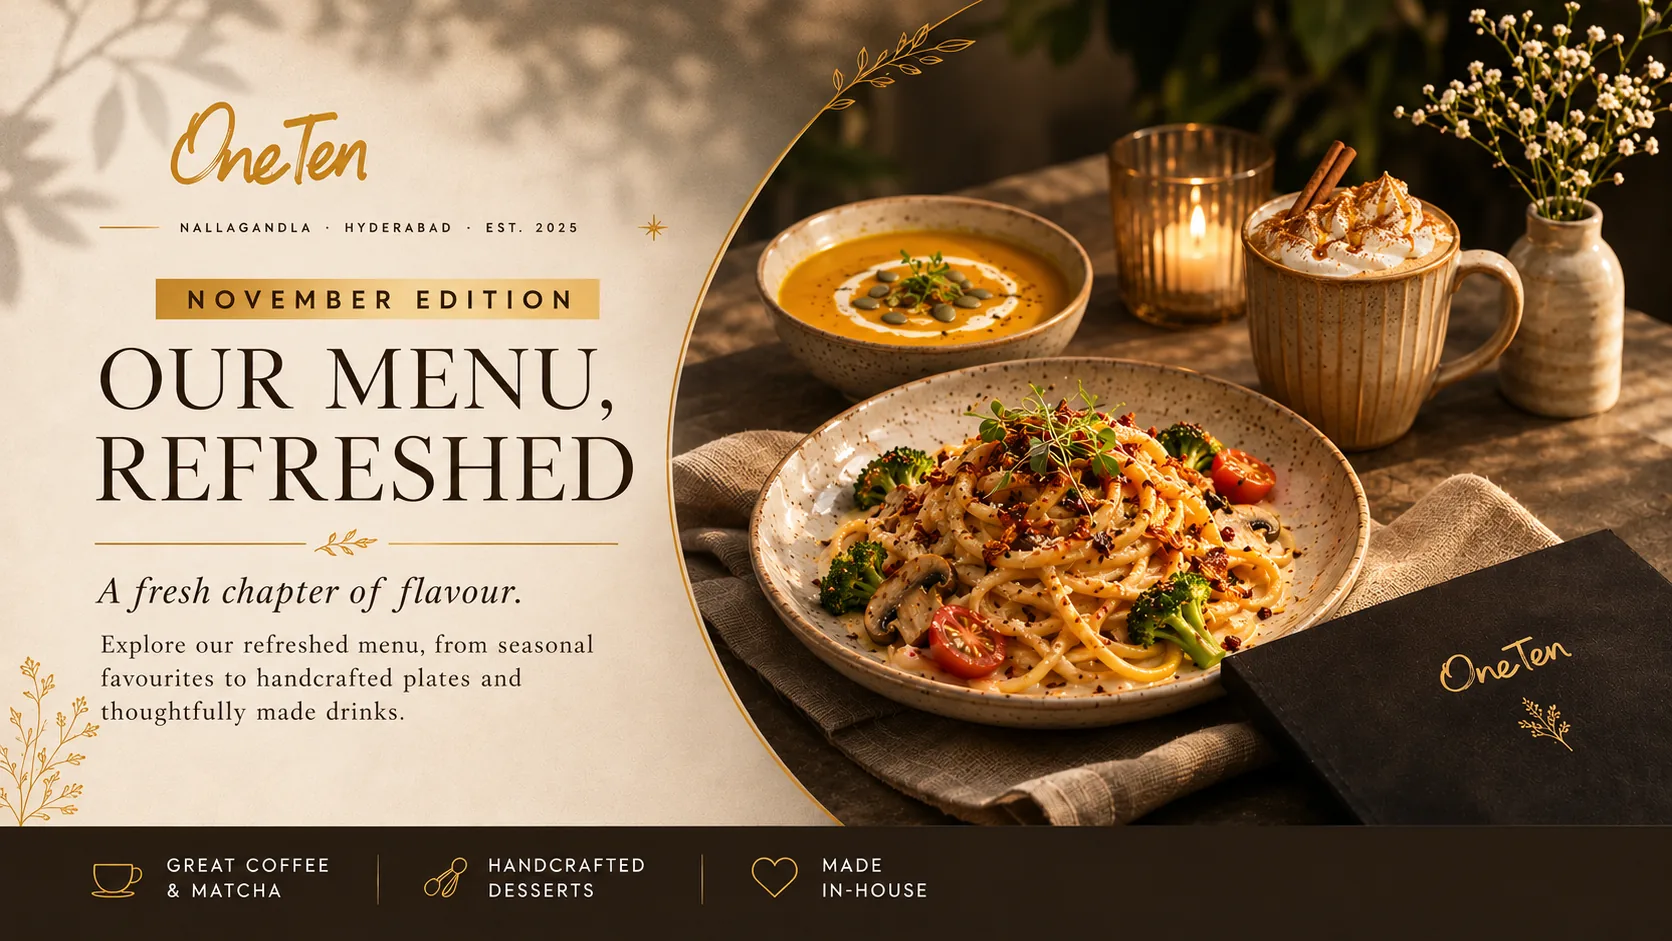 OneTen
NALLAGANDLA · HYDERABAD · EST. 2025
NOVEMBER EDITION
OUR MENU,
REFRESHED
A fresh chapter of flavour.
Explore our refreshed menu, from seasonal
favourites to handcrafted plates and
thoughtfully made drinks.
OneTen
GREAT COFFEE
& MATCHA
HANDCRAFTED
DESSERTS
MADE
IN-HOUSE